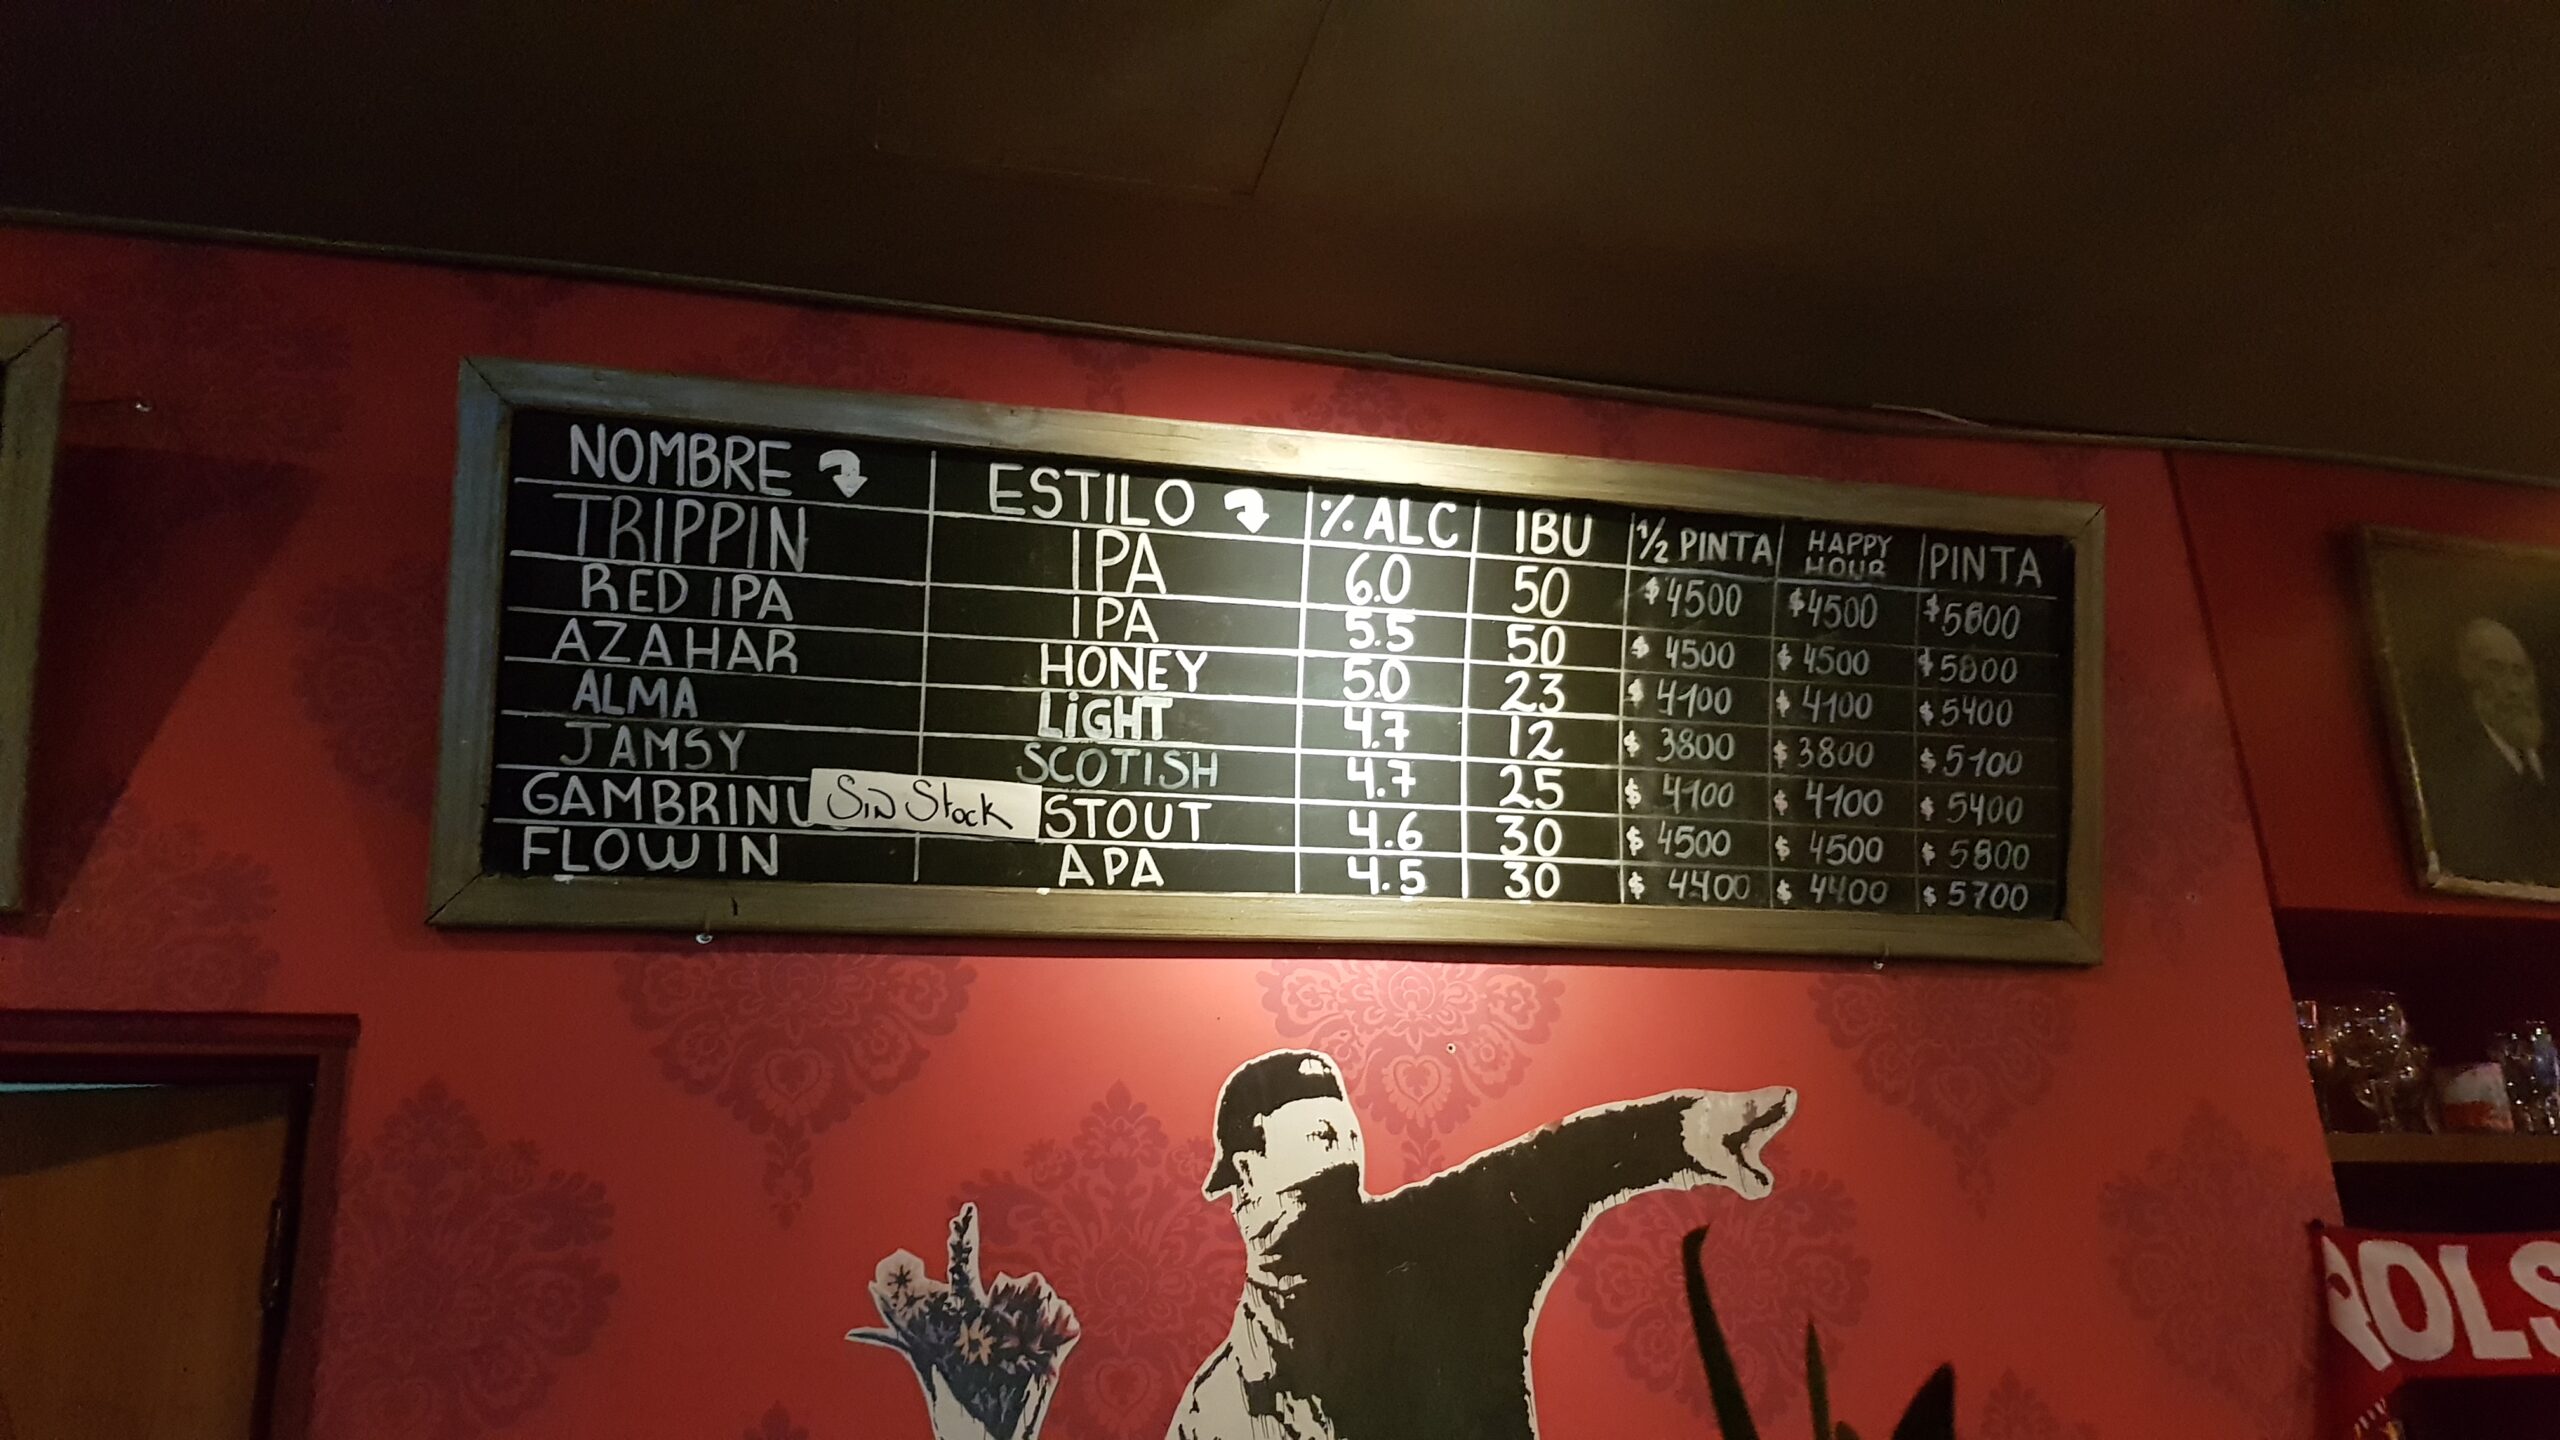 NOMBRE ESTILO % ALC IBU 1/2 PINTA HAPPY HOUR PINTA
TRIPPIN IPA 6.0 50 $4500 $4500 $5800
RED IPA IPA 5.5 50 $4500 $4500 $5800
AZAHAR HONEY 5.0 23 $4100 $4100 $5400
ALMA LiGHT 4.7 12 $3800 $3800 $5100
JAMSY SCOTISH 4.7 25 $4100 $4100 $5400
GAMBRINU Sin Stock STOUT 4.6 30 $4500 $4500 $5800
FLOWIN APA 4.5 30 $4400 $4400 $5700
ROLS